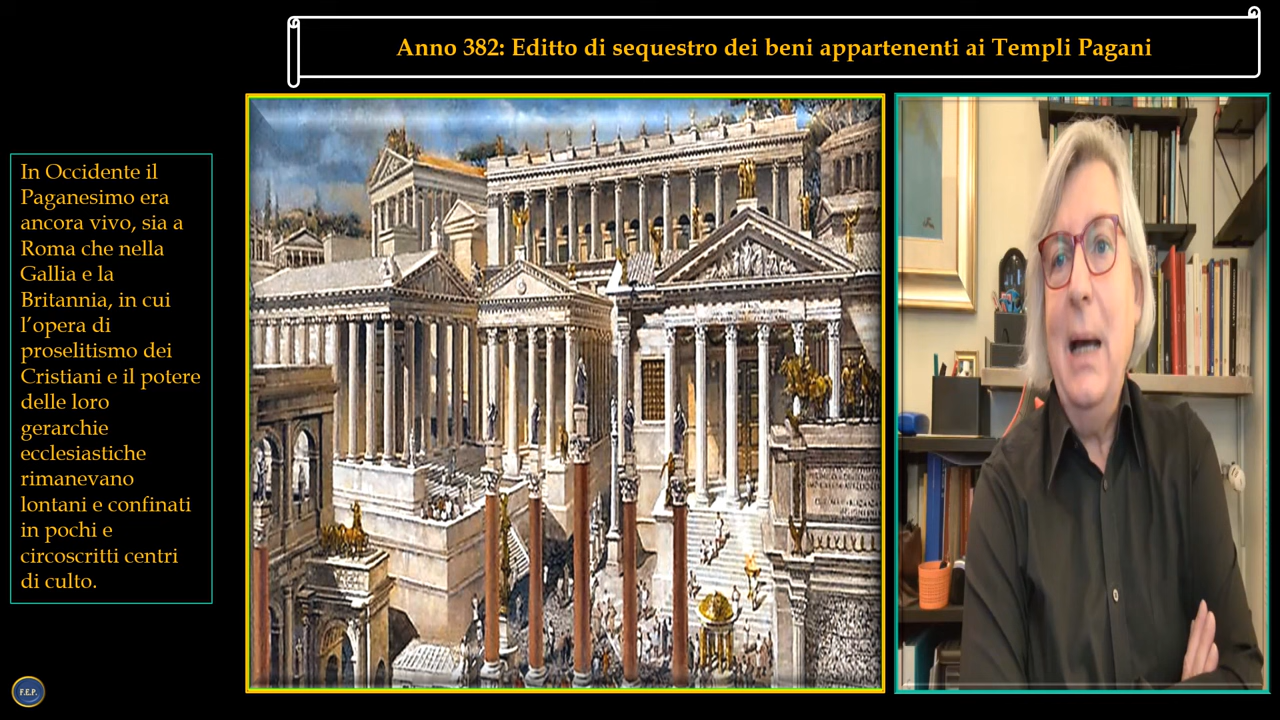 Anno 382: Editto di sequestro dei beni appartenenti ai Templi Pagani
In Occidente il
Paganesimo era
ancora vivo, sia a
Roma che nella
Gallia e la
Britannia, in cui
l'opera di
proselitismo dei
Cristiani e il potere
delle loro
gerarchie
ecclesiastiche
rimanevano
lontani e confinati
in pochi e
circoscritti centri
di culto.
F.E.P.